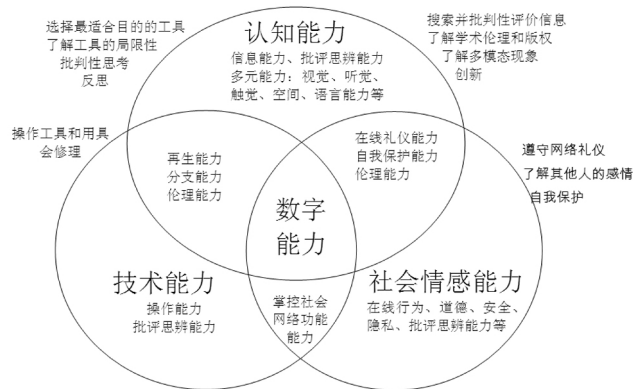 选择最适合目的的工具
了解工具的局限性
批判性思考
反思
认知能力
信息能力、批评思辨能力
多元能力：视觉、听觉、
触觉、空间、语言能力等
搜索并批判性评价信息
了解学术伦理和版权
了解多模态现象
创新
操作工具和用具
会修理
再生能力
分支能力
伦理能力
在线礼仪能力
自我保护能力
伦理能力
遵守网络礼仪
了解其他人的感情
自我保护
数字
能力
技术能力
操作能力
批评思辨能力
掌控社会
网络功能
能力
社会情感能力
在线行为、道德、安全、
隐私、批评思辨能力等